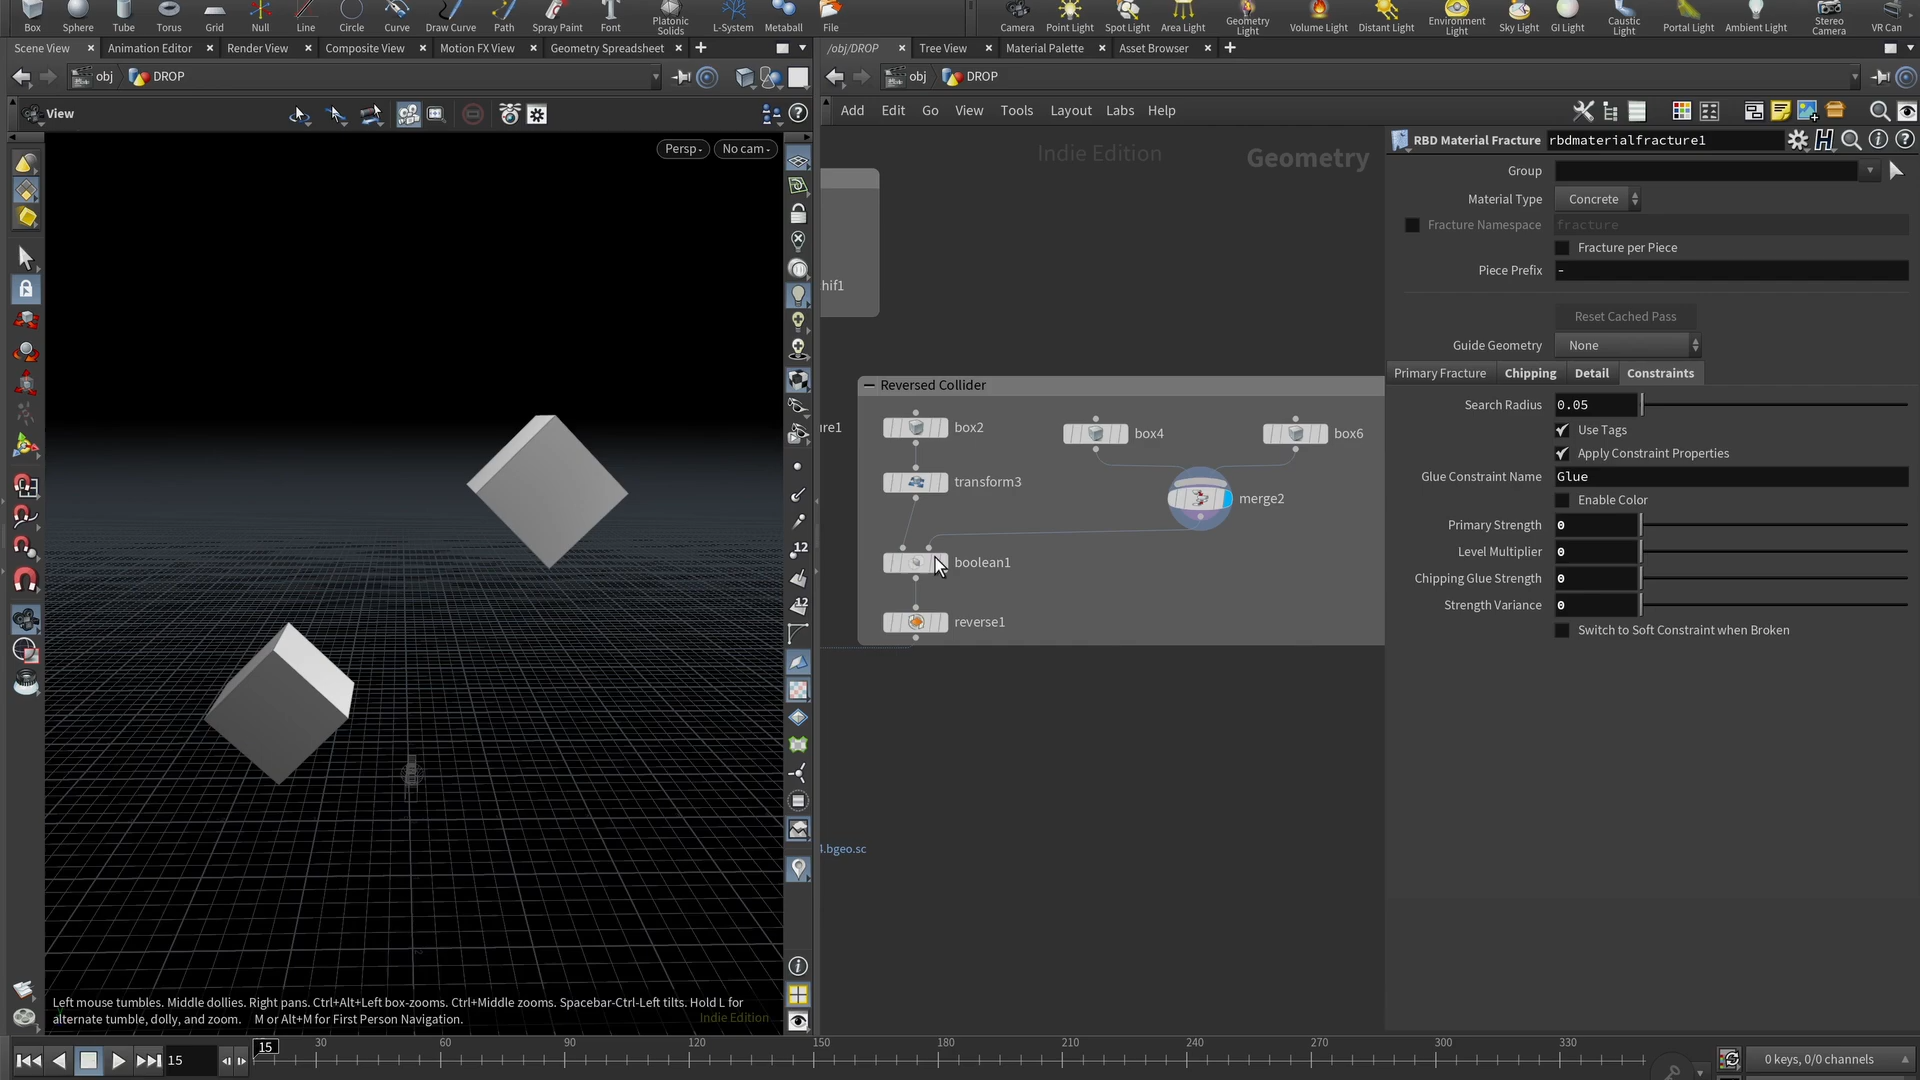 Box Sphere Tube Torus Grid Null Line Circle Curve Draw Curve Path Spray Paint Font Platonic Solids L-System Metaball File
Camera Point Light Spot Light Area Light Geometry Light Volume Light Distant Light Environment Light Sky Light GI Light Caustic Light Portal Light Ambient Light Stereo Camera VR Can
Scene View Animation Editor Render View Composite View Motion FX View Geometry Spreadsheet
/obj/DROP Tree View Material Palette Asset Browser
obj DROP
obj DROP
View
Add Edit Go View Tools Layout Labs Help
Persp No cam
Indie Edition
Geometry
RBD Material Fracture rbdmaterialfracture1
Group
Material Type Concrete
Fracture Namespace fracture
Fracture per Piece
Piece Prefix -
Reset Cached Pass
Guide Geometry None
Primary Fracture Chipping Detail Constraints
Search Radius 0.05
Use Tags
Apply Constraint Properties
Glue Constraint Name Glue
Enable Color
Primary Strength 0
Level Multiplier 0
Chipping Glue Strength 0
Strength Variance 0
Switch to Soft Constraint when Broken
hif1
Reversed Collider
ure1
box2
box4
box6
transform3
merge2
boolean1
reverse1
4.bgeo.sc
12
12
Left mouse tumbles. Middle dollies. Right pans. Ctrl+Alt+Left box-zooms. Ctrl+Middle zooms. Spacebar-Ctrl-Left tilts. Hold L for
alternate tumble, dolly, and zoom. M or Alt+M for First Person Navigation.
Indie Edition
15
15 30 60 90 120 150 180 210 240 270 300 330
0 keys, 0/0 channels